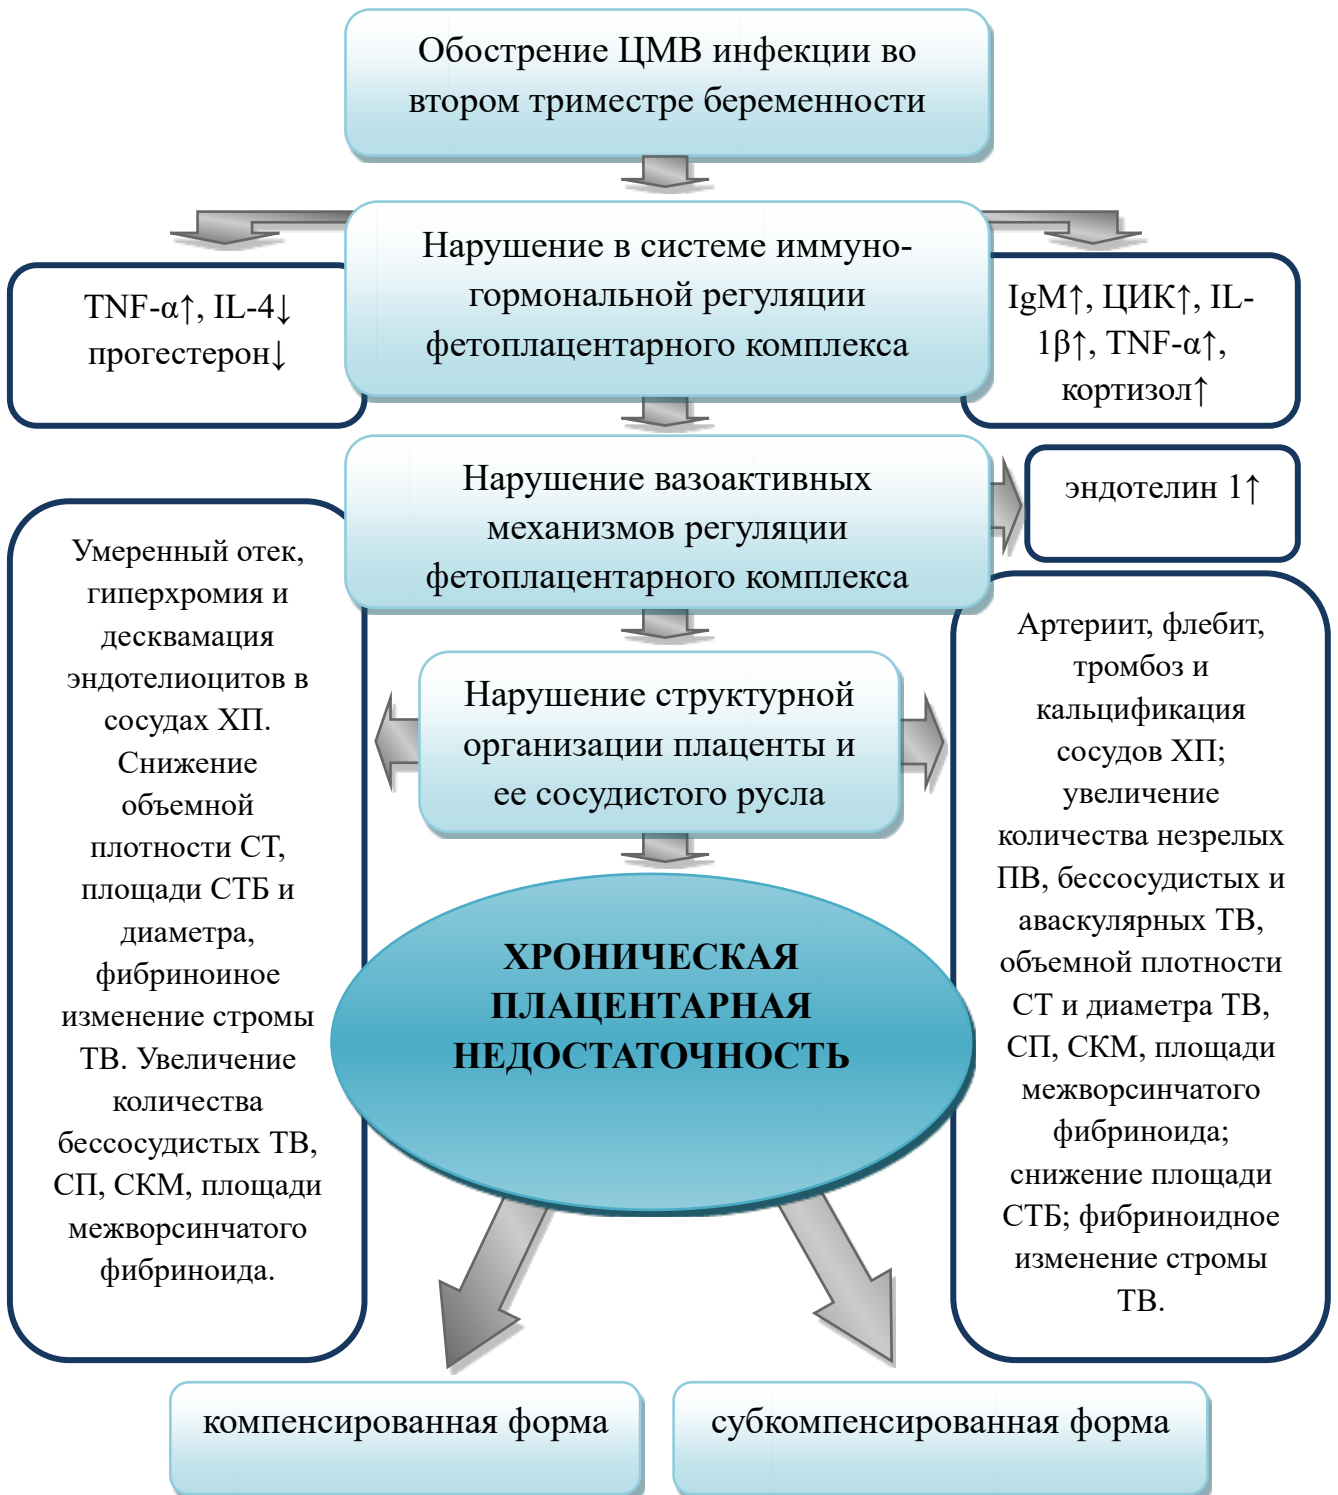 Обострение ЦМВ инфекции во
втором триместре беременности
Нарушение в системе иммуно-
гормональной регуляции
фетоплацентарного комплекса
TNF-α↑, IL-4↓
прогестерон↓
IgM↑, ЦИК↑, IL-
1β↑, TNF-α↑,
кортизол↑
Нарушение вазоактивных
механизмов регуляции
фетоплацентарного комплекса
эндотелин 1↑
Нарушение структурной
организации плаценты и
ее сосудистого русла
Умеренный отек,
гиперхромия и
десквамация
эндотелиоцитов в
сосудах ХП.
Снижение
объемной
плотности СТ,
площади СТБ и
диаметра,
фибриноиное
изменение стромы
ТВ. Увеличение
количества
бессосудистых ТВ,
СП, СКМ, площади
межворсинчатого
фибриноида.
Артериит, флебит,
тромбоз и
кальцификация
сосудов ХП;
увеличение
количества незрелых
ПВ, бессосудистых и
аваскулярных ТВ,
объемной плотности
СТ и диаметра ТВ,
СП, СКМ, площади
межворсинчатого
фибриноида;
снижение площади
СТБ; фибриноидное
изменение стромы
ТВ.
ХРОНИЧЕСКАЯ
ПЛАЦЕНТАРНАЯ
НЕДОСТАТОЧНОСТЬ
компенсированная форма
субкомпенсированная форма